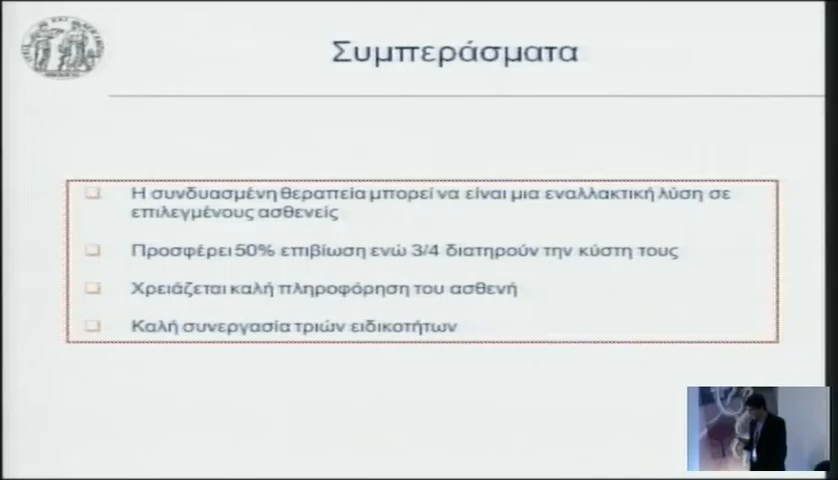 Συμπεράσματα
Η συνδυασμένη θεραπεία μπορεί να είναι μια εναλλακτική λύση σε
επιλεγμένους ασθενείς
Προσφέρει 50% επιβίωση ενώ 3/4 διατηρούν την κύστη τους
Χρειάζεται καλή πληροφόρηση του ασθενή
Καλή συνεργασία τριών ειδικοτήτων